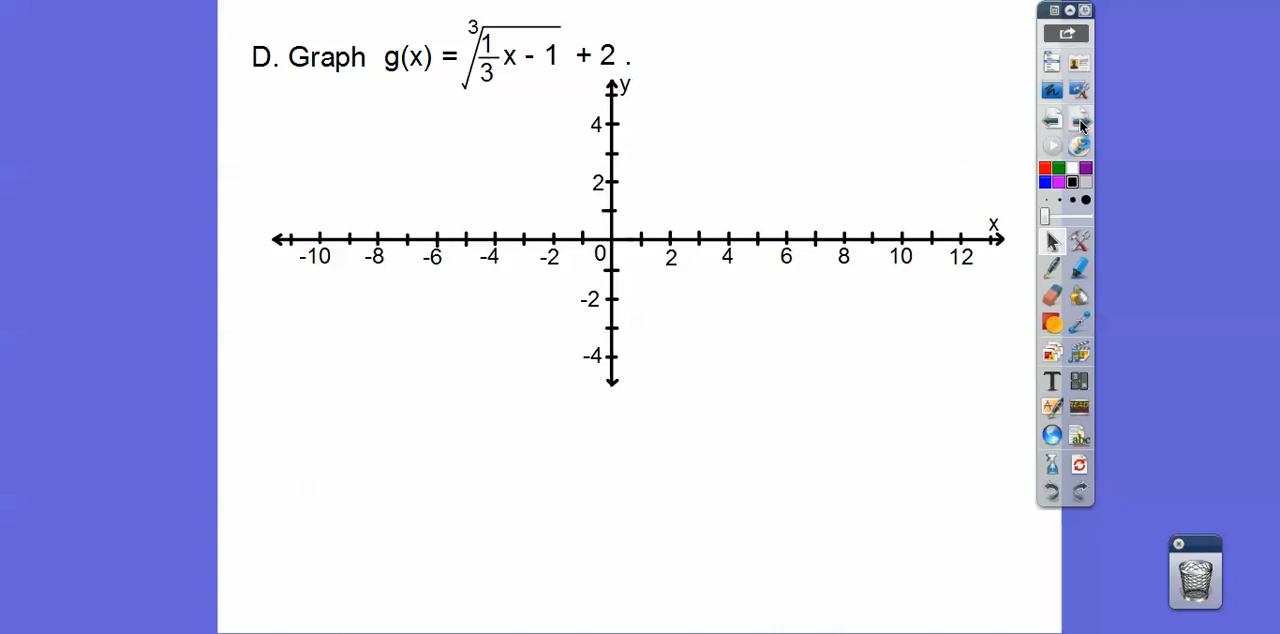 D. Graph g(x) = ∛(1/3 x - 1) + 2 .
y
4
2
x
-10 -8 -6 -4 -2 0 2 4 6 8 10 12
-2
-4
T
abc